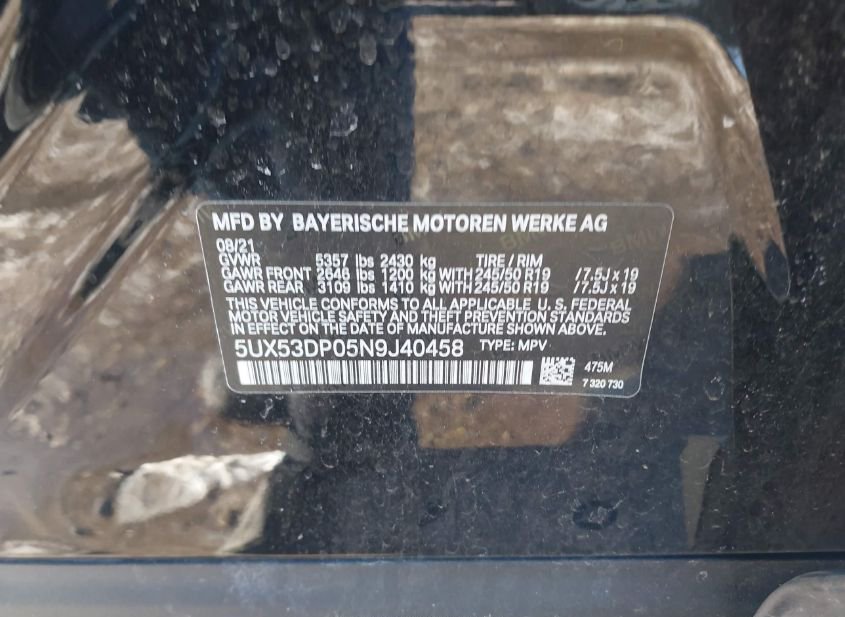 MFD BY BAYERISCHE MOTOREN WERKE AG
08/21
GVWR 5357 lbs 2430 kg TIRE / RIM
GAWR FRONT 2646 lbs 1200 kg WITH 245/50 R19 / 7.5J x 19
GAWR REAR 3109 lbs 1410 kg WITH 245/50 R19 / 7.5J x 19
THIS VEHICLE CONFORMS TO ALL APPLICABLE U. S. FEDERAL
MOTOR VEHICLE SAFETY AND THEFT PREVENTION STANDARDS
IN EFFECT ON THE DATE OF MANUFACTURE SHOWN ABOVE.
5UX53DP05N9J40458 TYPE: MPV
475M
7 320 730